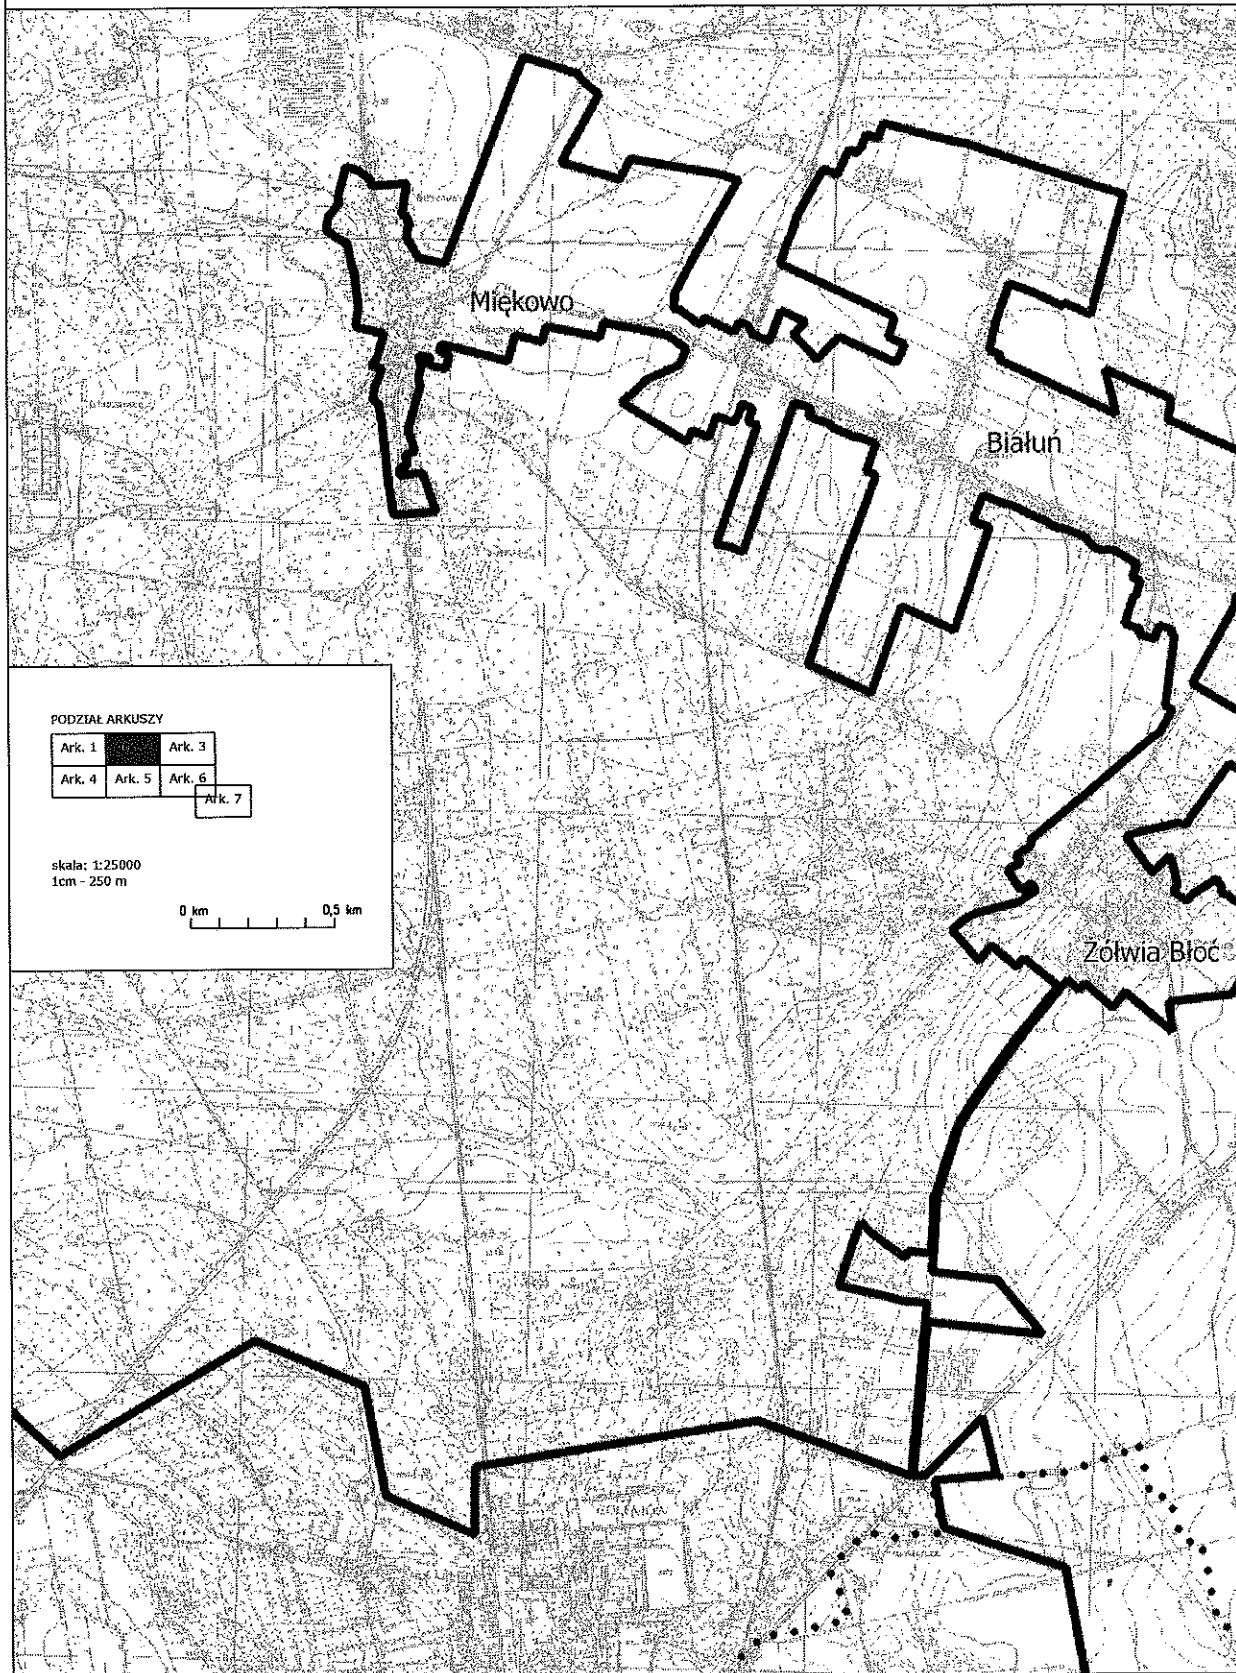 Miękowo
Białuń
PODZIAŁ ARKUSZY
Ark. 1 Ark. 3
Ark. 4 Ark. 5 Ark. 6
Ark. 7
skala: 1:25000
1cm - 250 m
0 km 0,5 km
Żółwia Błoć